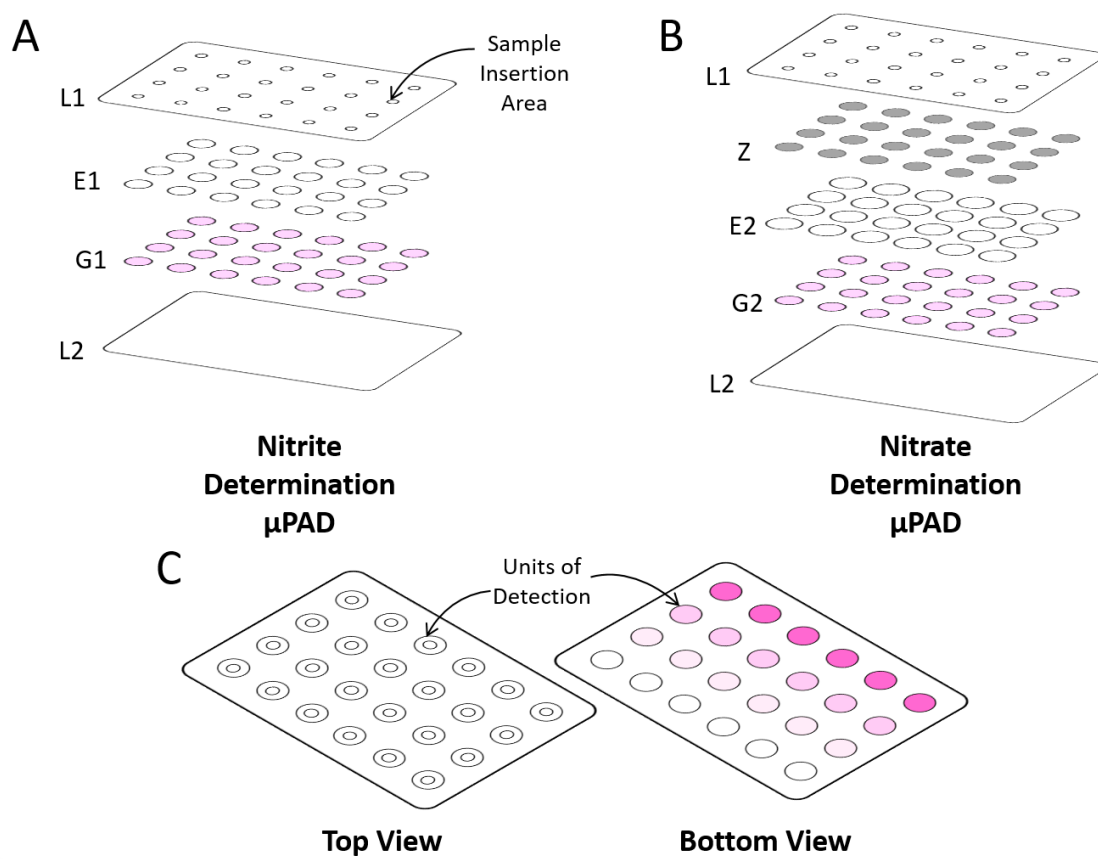 A
Sample
Insertion
Area
L1
E1
G1
L2
Nitrite
Determination
µPAD
B
L1
Z
E2
G2
L2
Nitrate
Determination
µPAD
C
Units of
Detection
Top View
Bottom View